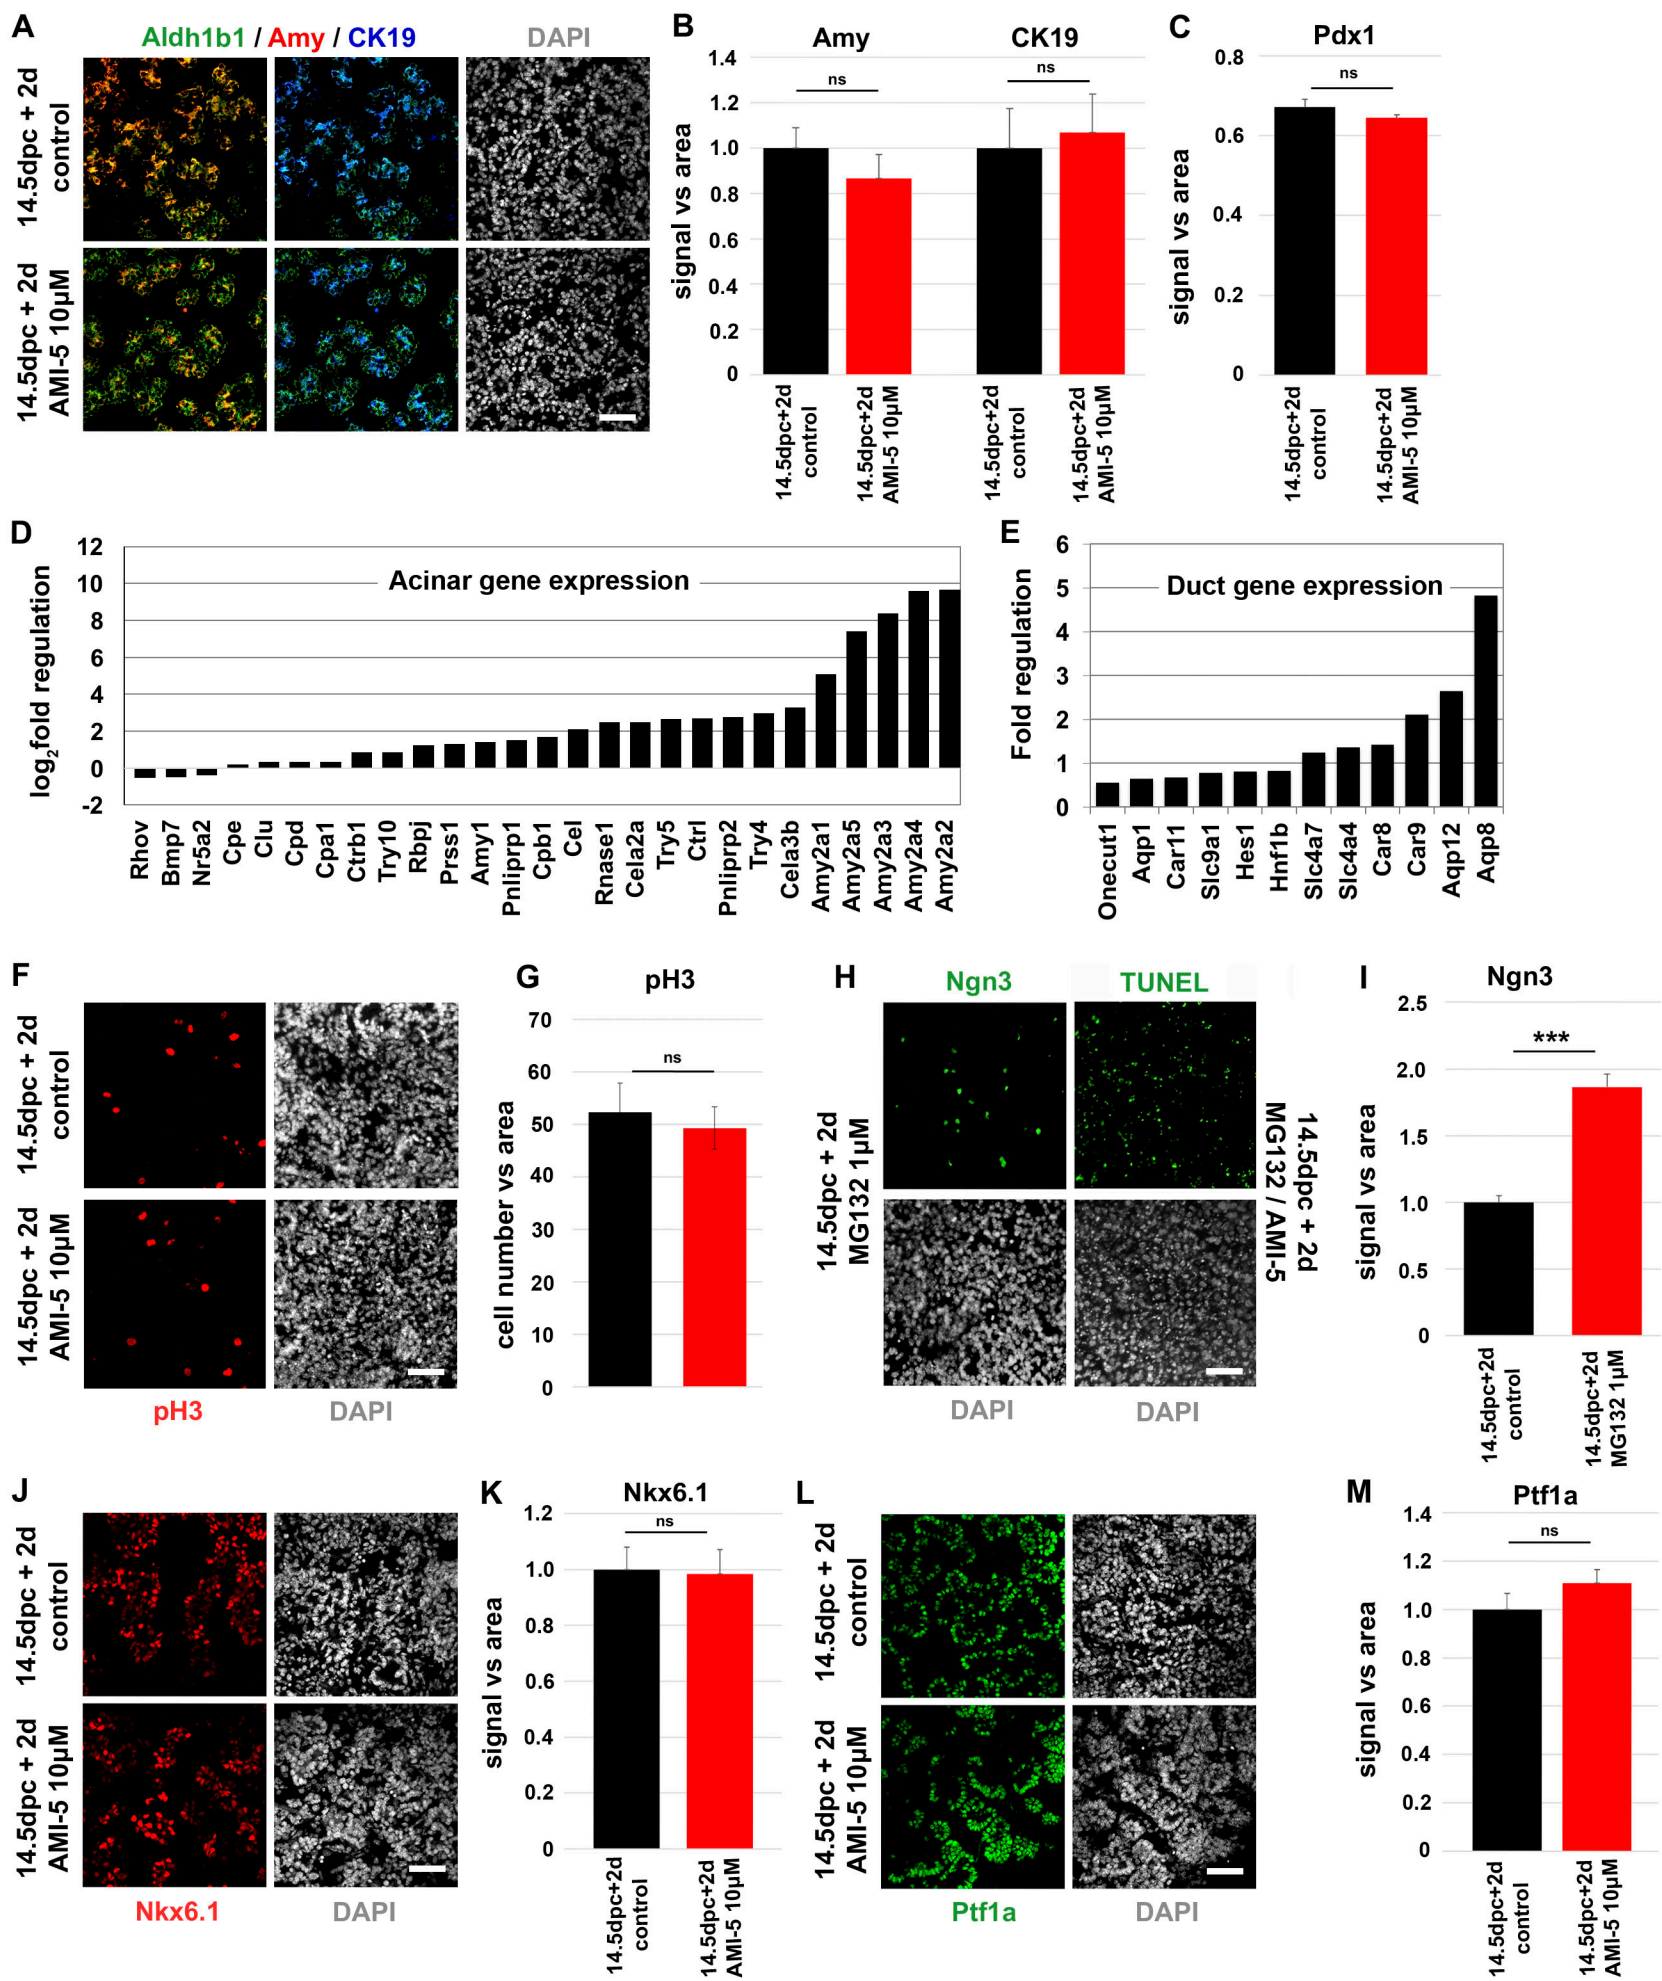 A
Aldh1b1 / Amy / CK19
DAPI
14.5dpc + 2d
control
14.5dpc + 2d
AMI-5 10µM
B
Amy
CK19
signal vs area
1.4
1.2
1.0
0.8
0.6
0.4
0.2
0
ns
ns
14.5dpc+2d
control
14.5dpc+2d
AMI-5 10µM
14.5dpc+2d
control
14.5dpc+2d
AMI-5 10µM
C
Pdx1
signal vs area
0.8
0.6
0.4
0.2
0
ns
14.5dpc+2d
control
14.5dpc+2d
AMI-5 10µM
D
Acinar gene expression
log2fold regulation
12
10
8
6
4
2
0
-2
Rhov
Bmp7
Nr5a2
Cpe
Clu
Cpd
Cpa1
Ctrb1
Try10
Rbpj
Prss1
Amy1
Pnliprp1
Cpb1
Cel
Rnase1
Cela2a
Try5
Ctrl
Pnliprp2
Try4
Cela3b
Amy2a1
Amy2a5
Amy2a3
Amy2a4
Amy2a2
E
Duct gene expression
Fold regulation
6
5
4
3
2
1
0
Onecut1
Aqp1
Car11
Slc9a1
Hes1
Hnf1b
Slc4a7
Slc4a4
Car8
Car9
Aqp12
Aqp8
F
14.5dpc + 2d
control
14.5dpc + 2d
AMI-5 10µM
pH3
DAPI
G
pH3
cell number vs area
70
60
50
40
30
20
10
0
ns
H
Ngn3
TUNEL
14.5dpc + 2d
MG132 1µM
14.5dpc + 2d
MG132 / AMI-5
DAPI
DAPI
I
Ngn3
signal vs area
2.5
2.0
1.5
1.0
0.5
0
***
14.5dpc+2d
control
14.5dpc+2d
MG132 1µM
J
14.5dpc + 2d
control
14.5dpc + 2d
AMI-5 10µM
Nkx6.1
DAPI
K
Nkx6.1
signal vs area
1.2
1.0
0.8
0.6
0.4
0.2
0
ns
14.5dpc+2d
control
14.5dpc+2d
AMI-5 10µM
L
14.5dpc + 2d
control
14.5dpc + 2d
AMI-5 10µM
Ptf1a
DAPI
M
Ptf1a
signal vs area
1.4
1.2
1.0
0.8
0.6
0.4
0.2
0
ns
14.5dpc+2d
control
14.5dpc+2d
AMI-5 10µM